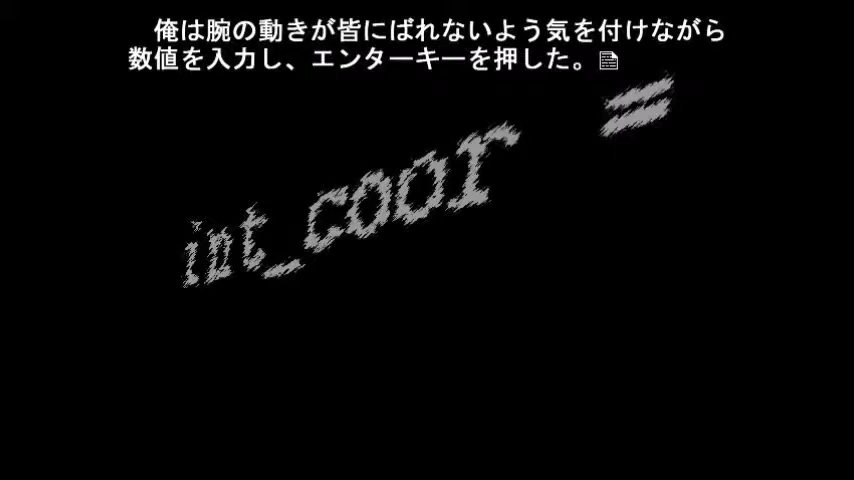 俺は腕の動きが皆にばれないよう気を付けながら
数値を入力し、エンターキーを押した。
int_coor =